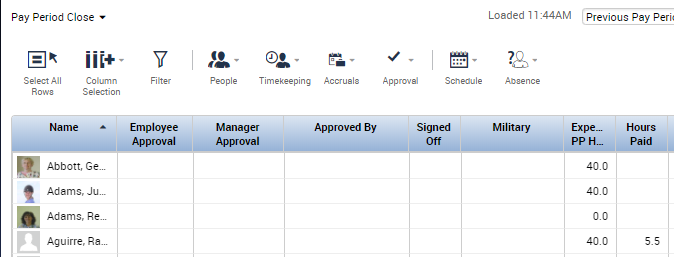 Pay Period Close
Loaded 11:44AM
Previous Pay Perio
Select All Rows
Column Selection
Filter
People
Timekeeping
Accruals
Approval
Schedule
Absence
Name
Employee Approval
Manager Approval
Approved By
Signed Off
Military
Expe... PP H...
Hours Paid
Abbott, Ge... 40.0
Adams, Ju... 40.0
Adams, Re... 0.0
Aguirre, Ra... 40.0 5.5